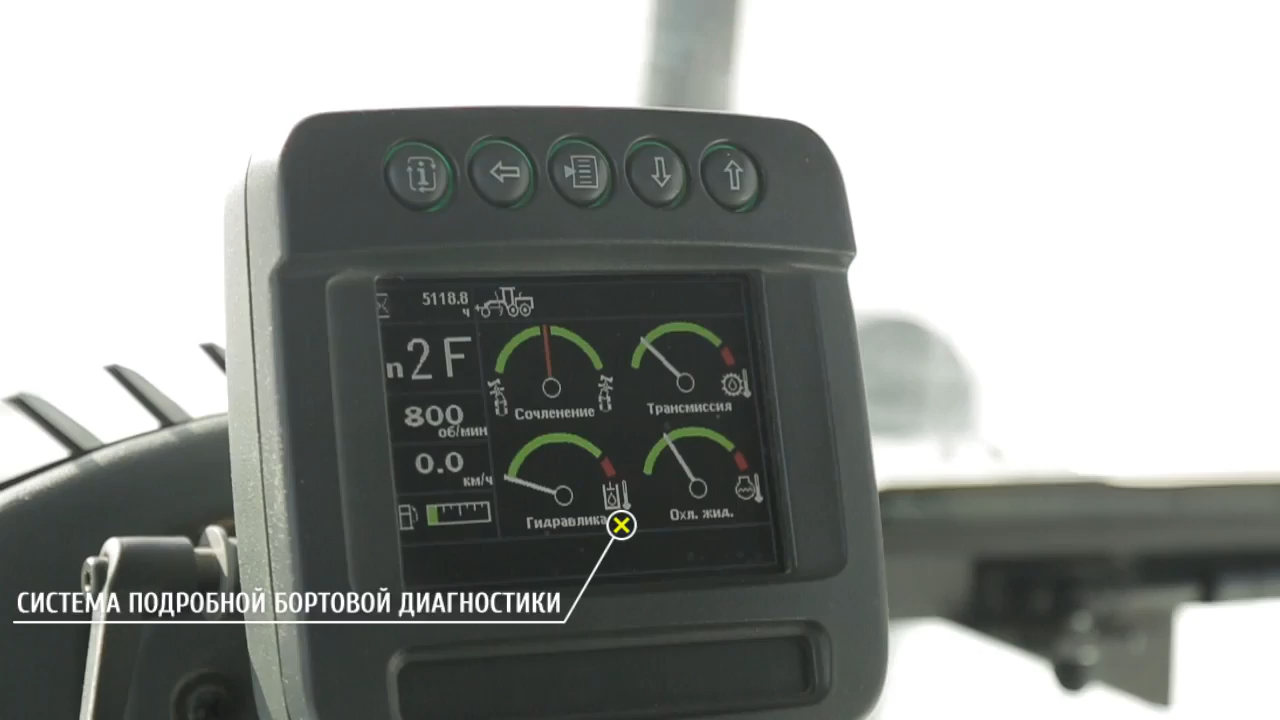 5118.8
ч
n2F
800
об/мин
0.0
км/ч
Сочленение
Трансмиссия
Гидравлика
Охл. жид.
СИСТЕМА ПОДРОБНОЙ БОРТОВОЙ ДИАГНОСТИКИ